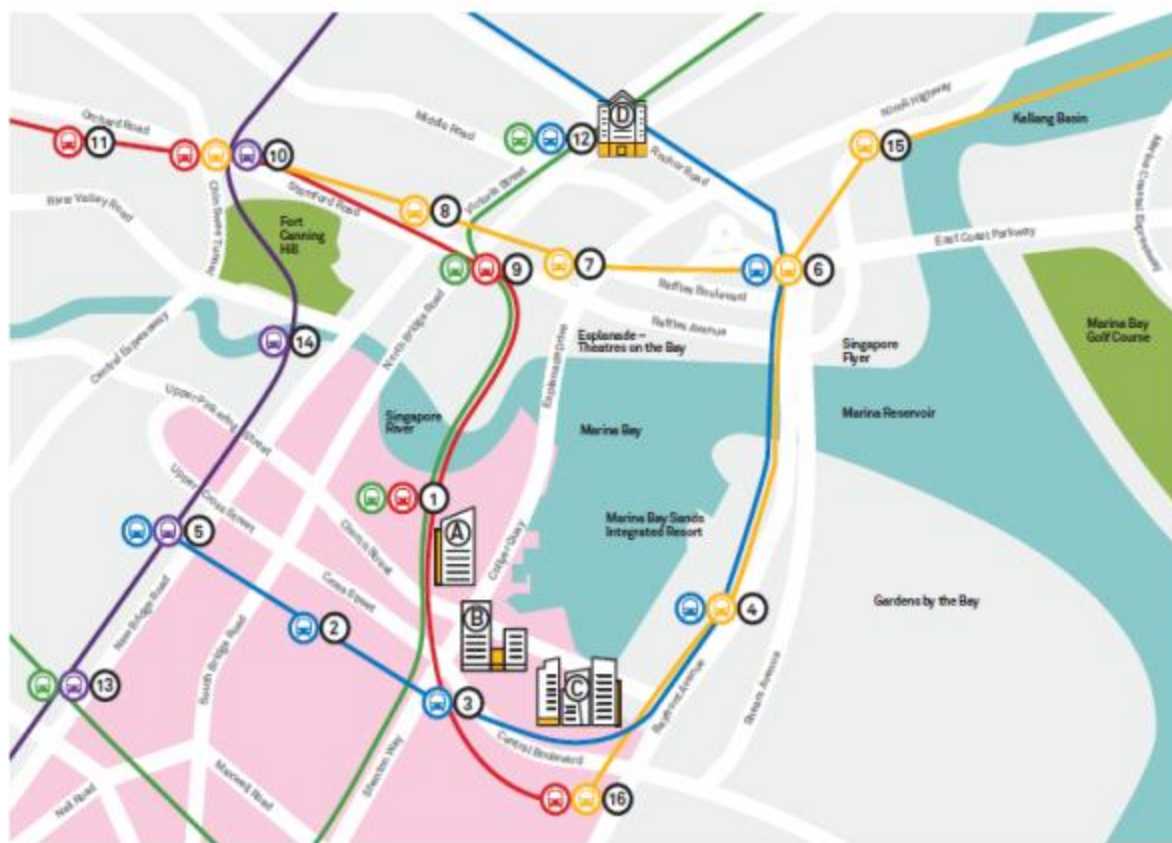 Orchard Road
11
10
Middle Road
12
D
Nicoll Highway
15
Kallang Basin
River Valley Road
Stamford Road
Victoria Street
Rochor Road
8
Fort
Canning
Hill
9
7
6
East Coast Parkway
Raffles Boulevard
Raffles Avenue
North Bridge Road
14
Esplanade –
Theatres on the Bay
Singapore
Flyer
Marina Bay
Golf Course
Central Expressway
Upper Pickering Street
Singapore
River
Esplanade Drive
Marina Bay
Marina Reservoir
Upper Cross Street
1
A
Marina Bay Sands
Integrated Resort
5
Church Street
Collyer Quay
Cross Street
New Bridge Road
South Bridge Road
2
B
4
Gardens by the Bay
13
3
C
Bayfront Avenue
Sheares Avenue
Central Boulevard
Shenton Way
Maxwell Road
Neil Road
16